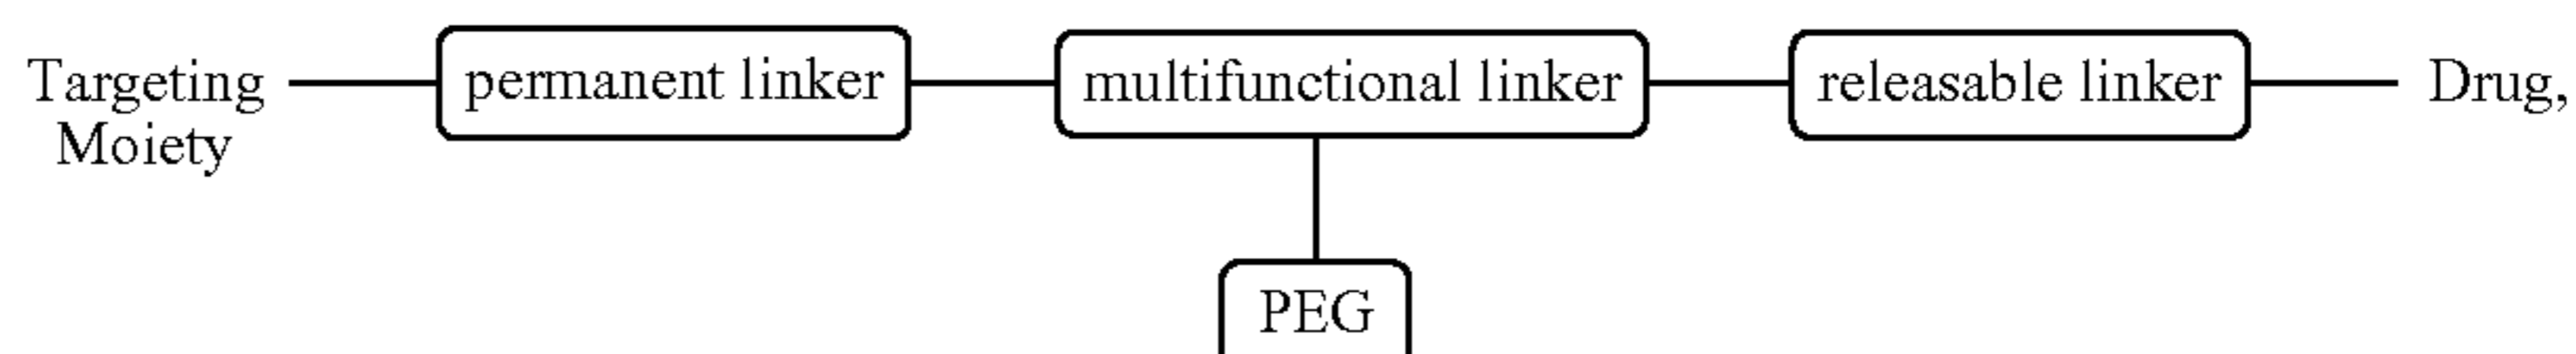 Targeting Moiety
permanent linker
multifunctional linker
releasable linker
Drug,
PEG